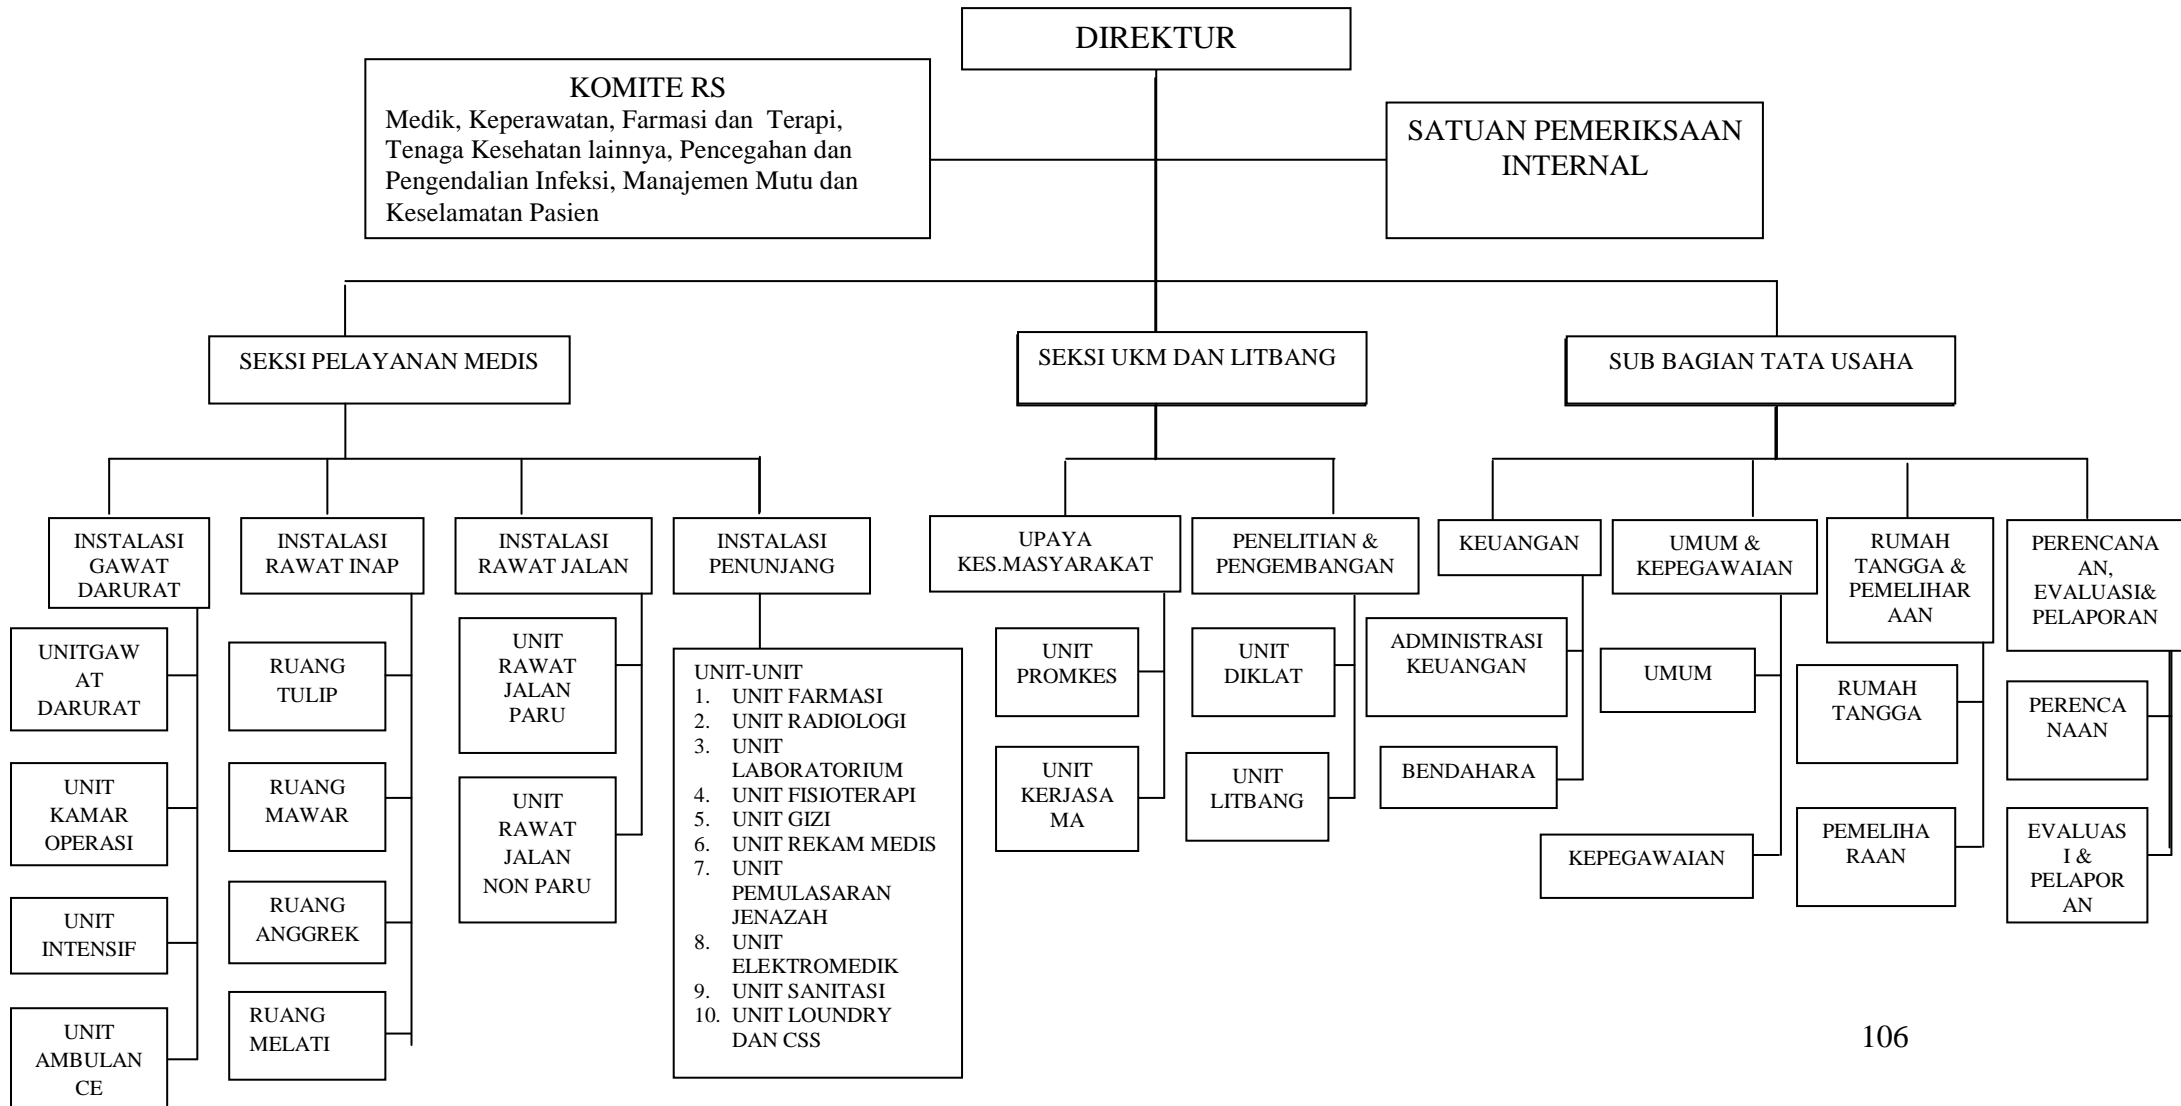 DIREKTUR
KOMITE RS
Medik, Keperawatan, Farmasi dan Terapi,
Tenaga Kesehatan lainnya, Pencegahan dan
Pengendalian Infeksi, Manajemen Mutu dan
Keselamatan Pasien
SATUAN PEMERIKSAAN
INTERNAL
SEKSI PELAYANAN MEDIS
SEKSI UKM DAN LITBANG
SUB BAGIAN TATA USAHA
INSTALASI
GAWAT
DARURAT
INSTALASI
RAWAT INAP
INSTALASI
RAWAT JALAN
INSTALASI
PENUNJANG
UPAYA
KES.MASYARAKAT
PENELITIAN &
PENGEMBANGAN
KEUANGAN
UMUM &
KEPEGAWAIAN
RUMAH
TANGGA &
PEMELIHAR
AAN
PERENCANA
AN,
EVALUASI&
PELAPORAN
UNITGAW
AT
DARURAT
UNIT
KAMAR
OPERASI
UNIT
INTENSIF
UNIT
AMBULAN
CE
RUANG
TULIP
RUANG
MAWAR
RUANG
ANGGREK
RUANG
MELATI
UNIT
RAWAT
JALAN
PARU
UNIT
RAWAT
JALAN
NON PARU
UNIT-UNIT
1. UNIT FARMASI
2. UNIT RADIOLOGI
3. UNIT
LABORATORIUM
4. UNIT FISIOTERAPI
5. UNIT GIZI
6. UNIT REKAM MEDIS
7. UNIT
PEMULASARAN
JENAZAH
8. UNIT
ELEKTROMEDIK
9. UNIT SANITASI
10. UNIT LOUNDRY
DAN CSS
UNIT
PROMKES
UNIT
KERJASA
MA
UNIT
DIKLAT
UNIT
LITBANG
ADMINISTRASI
KEUANGAN
BENDAHARA
UMUM
KEPEGAWAIAN
RUMAH
TANGGA
PEMELIHA
RAAN
PERENCA
NAAN
EVALUAS
I &
PELAPOR
AN
106